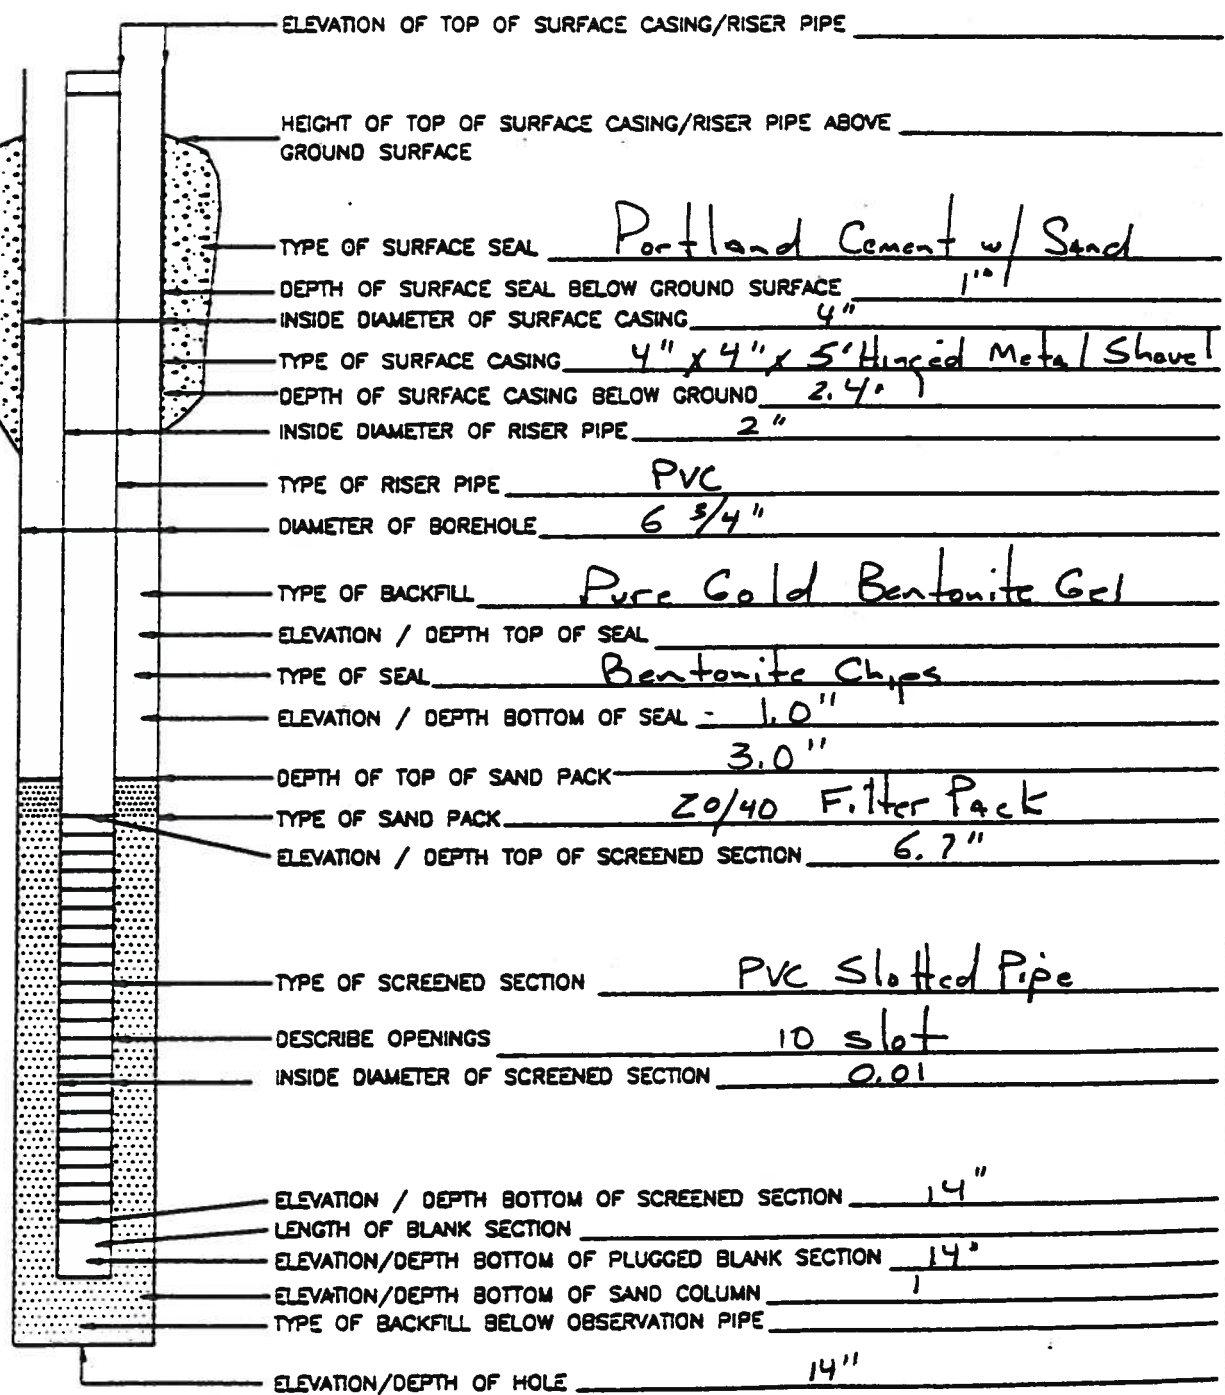 ELEVATION OF TOP OF SURFACE CASING/RISER PIPE
HEIGHT OF TOP OF SURFACE CASING/RISER PIPE ABOVE
GROUND SURFACE
TYPE OF SURFACE SEAL Portland Cement w/ Sand
DEPTH OF SURFACE SEAL BELOW GROUND SURFACE 1"
INSIDE DIAMETER OF SURFACE CASING 4"
TYPE OF SURFACE CASING 4" x 4" x 5' Hinged Metal
DEPTH OF SURFACE CASING BELOW GROUND 2.4
INSIDE DIAMETER OF RISER PIPE 2"
TYPE OF RISER PIPE PVC
DIAMETER OF BOREHOLE 6 3/4"
TYPE OF BACKFILL Pure Gold Bentonite Gel
ELEVATION / DEPTH TOP OF SEAL
TYPE OF SEAL Bentonite Chips
ELEVATION / DEPTH BOTTOM OF SEAL - 1.0"
DEPTH OF TOP OF SAND PACK 3.0"
TYPE OF SAND PACK 20/40 Filter Pack
ELEVATION / DEPTH TOP OF SCREENED SECTION 6.7"
TYPE OF SCREENED SECTION PVC Slotted Pipe
DESCRIBE OPENINGS 10 slot
INSIDE DIAMETER OF SCREENED SECTION 0.01
ELEVATION / DEPTH BOTTOM OF SCREENED SECTION 14"
LENGTH OF BLANK SECTION
ELEVATION/DEPTH BOTTOM OF PLUGGED BLANK SECTION 14"
ELEVATION/DEPTH BOTTOM OF SAND COLUMN
TYPE OF BACKFILL BELOW OBSERVATION PIPE
ELEVATION/DEPTH OF HOLE 14"